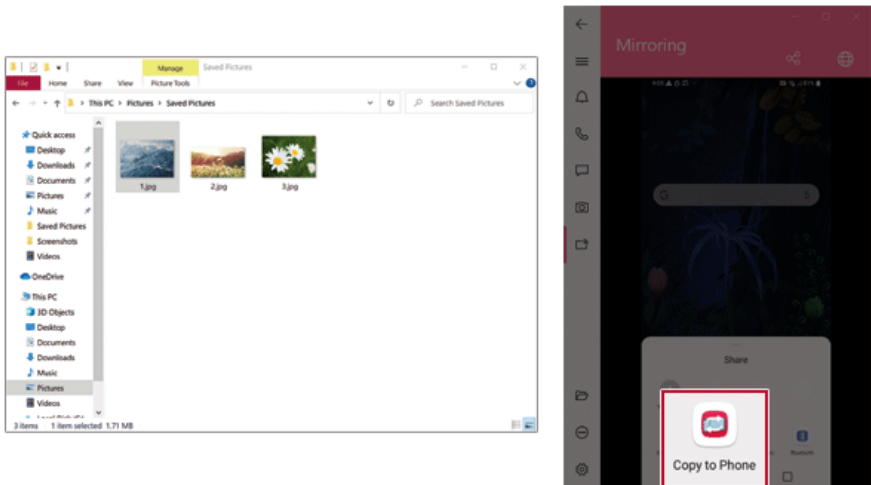 Manage
Saved Pictures
File
Home
Share
View
Picture Tools
This PC > Pictures > Saved Pictures
Search Saved Pictures
Quick access
Desktop
Downloads
Documents
Pictures
Music
Saved Pictures
Screenshots
Videos
OneDrive
This PC
3D Objects
Desktop
Documents
Downloads
Music
Pictures
Videos
1.jpg
2.jpg
3.jpg
3 items
1 item selected 1.71 MB
Mirroring
Share
Bluetooth
Copy to Phone